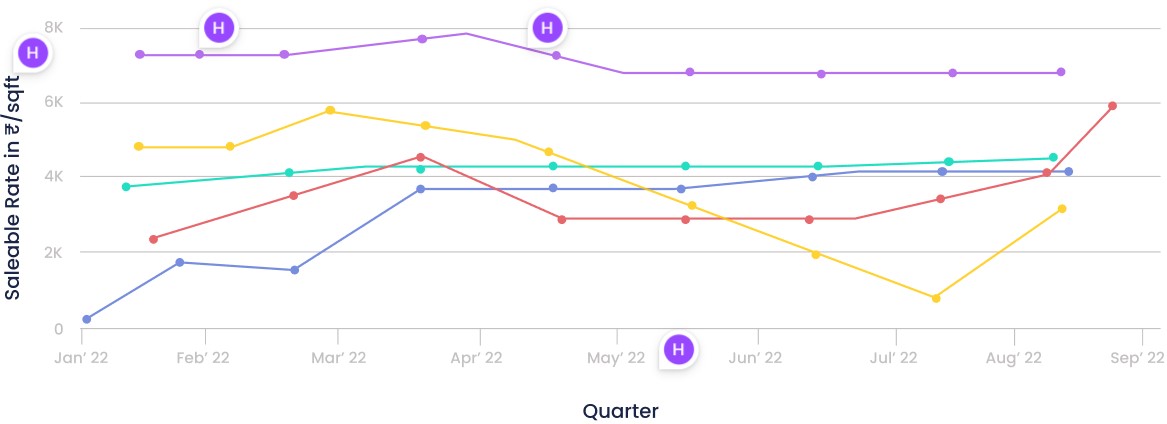 8K
H
H
H
6K
Saleable Rate in ₹/sqft
4K
2K
0
H
Jan' 22 Feb' 22 Mar' 22 Apr' 22 May' 22 Jun' 22 Jul' 22 Aug' 22 Sep' 22
Quarter